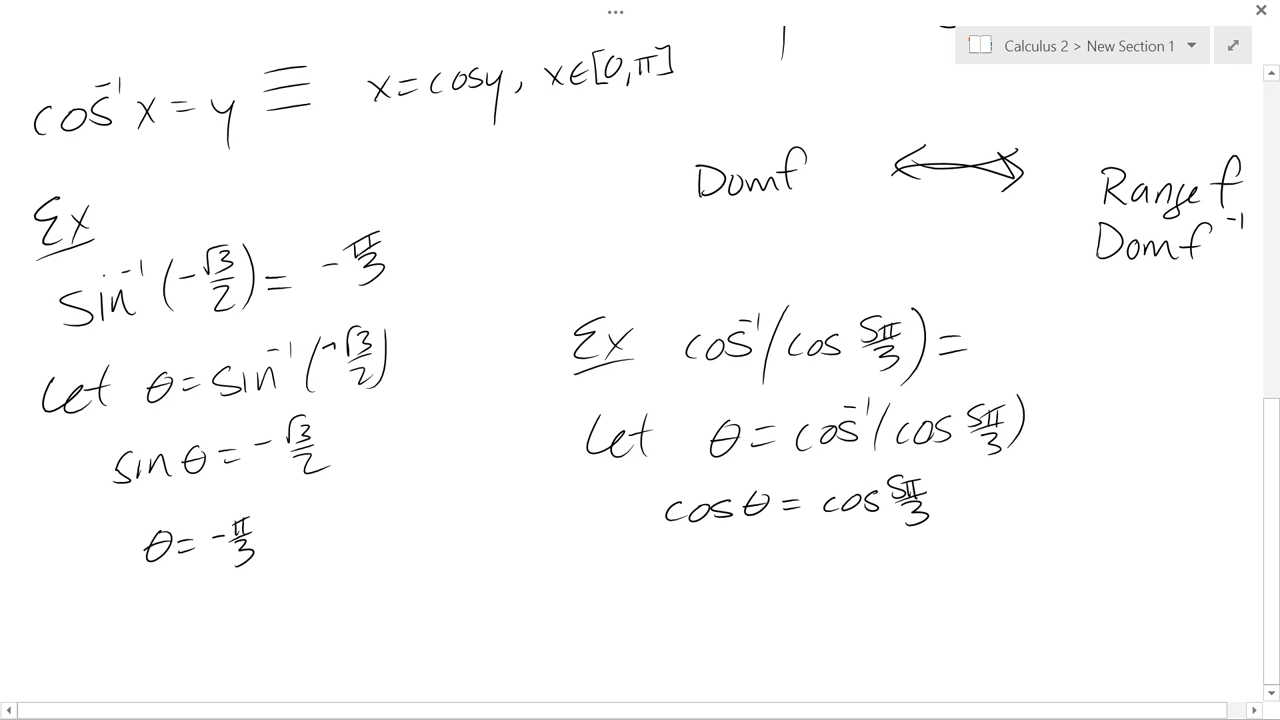 Calculus 2 > New Section 1
cos⁻¹ x = y ≡ x = cos y, x ∈ [0, π]
Dom f ⟷ Range f
Dom f⁻¹
Ex
sin⁻¹(-√3/2) = -π/3
Let θ = sin⁻¹(-√3/2)
sin θ = -√3/2
θ = -π/3
Ex cos⁻¹(cos 5π/3) =
Let θ = cos⁻¹(cos 5π/3)
cos θ = cos 5π/3